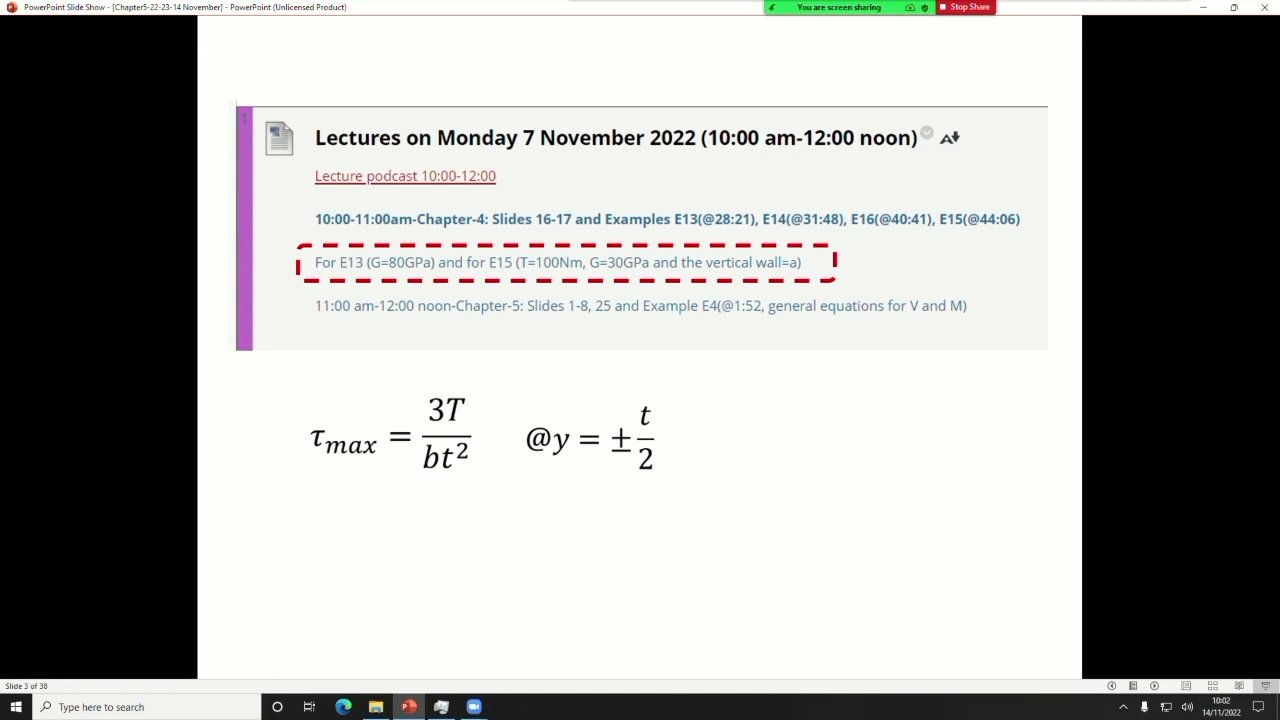 PowerPoint Slide Show - [Chapter5-22-23-14 November] - PowerPoint (Unlicensed Product)
You are screen sharing
Stop Share
Lectures on Monday 7 November 2022 (10:00 am-12:00 noon)
Lecture podcast 10:00-12:00
10:00-11:00am-Chapter-4: Slides 16-17 and Examples E13(@28:21), E14(@31:48), E16(@40:41), E15(@44:06)
For E13 (G=80GPa) and for E15 (T=100Nm, G=30GPa and the vertical wall=a)
11:00 am-12:00 noon-Chapter-5: Slides 1-8, 25 and Example E4(@1:52, general equations for V and M)
τmax = 3T/bt² @y = ±t/2
Slide 3 of 38
Type here to search
10:02
14/11/2022